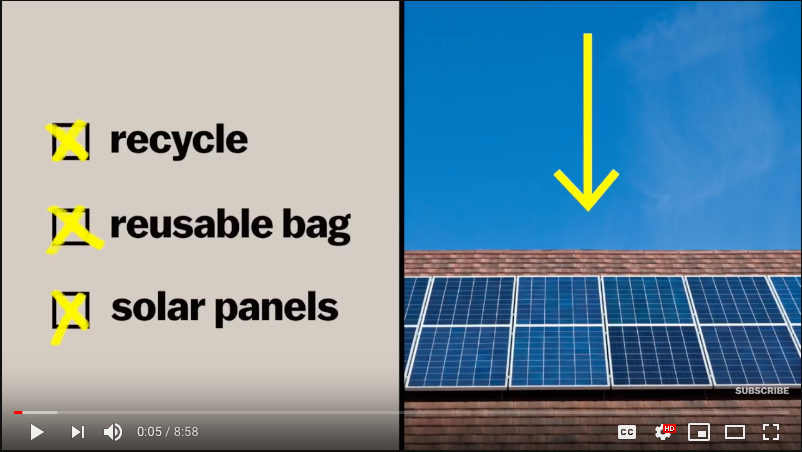 recycle
reusable bag
solar panels
SUBSCRIBE
0:05 / 8:58
CC
HD